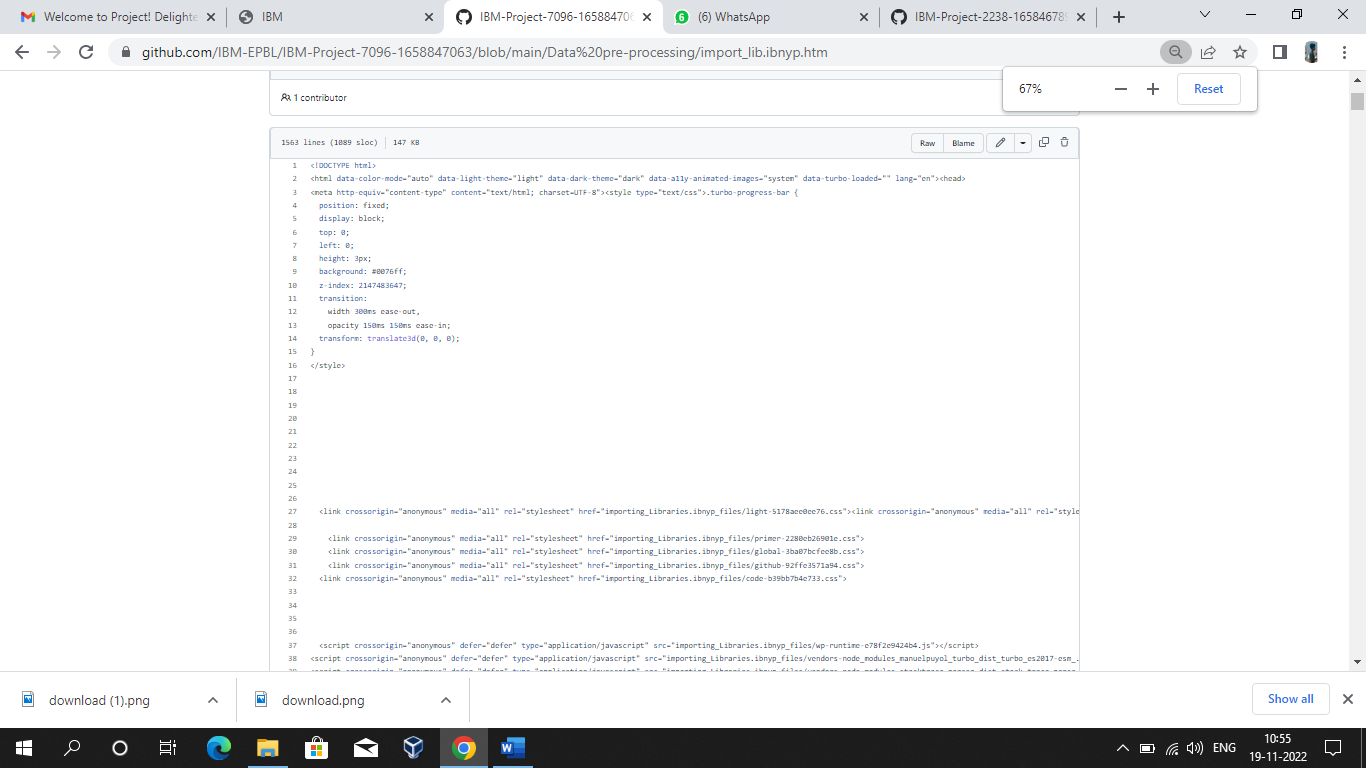 Welcome to Project! Delighte
IBM
IBM-Project-7096-165884706
6
(6) WhatsApp
IBM-Project-2238-165846789
github.com/IBM-EPBL/IBM-Project-7096-1658847063/blob/main/Data%20pre-processing/import_lib.ibnyp.htm
67%
Reset
1 contributor
1563 lines (1089 sloc) 147 KB
Raw
Blame
1 <!DOCTYPE html>
2 <html data-color-mode="auto" data-light-theme="light" data-dark-theme="dark" data-a11y-animated-images="system" data-turbo-loaded="" lang="en"><head>
3 <meta http-equiv="content-type" content="text/html; charset=UTF-8"><style type="text/css">.turbo-progress-bar {
4 position: fixed;
5 display: block;
6 top: 0;
7 left: 0;
8 height: 3px;
9 background: #0076ff;
10 z-index: 2147483647;
11 transition:
12 width 300ms ease-out,
13 opacity 150ms 150ms ease-in;
14 transform: translate3d(0, 0, 0);
15 }
16 </style>
17
18
19
20
21
22
23
24
25
26
27 <link crossorigin="anonymous" media="all" rel="stylesheet" href="importing_Libraries.ibnyp_files/light-5178aee0ee76.css"><link crossorigin="anonymous" media="all" rel="style
28
29 <link crossorigin="anonymous" media="all" rel="stylesheet" href="importing_Libraries.ibnyp_files/primer-2280eb26901e.css">
30 <link crossorigin="anonymous" media="all" rel="stylesheet" href="importing_Libraries.ibnyp_files/global-3ba07bcfee8b.css">
31 <link crossorigin="anonymous" media="all" rel="stylesheet" href="importing_Libraries.ibnyp_files/github-92ffe3571a94.css">
32 <link crossorigin="anonymous" media="all" rel="stylesheet" href="importing_Libraries.ibnyp_files/code-b39bb7b4e733.css">
33
34
35
36
37 <script crossorigin="anonymous" defer="defer" type="application/javascript" src="importing_Libraries.ibnyp_files/wp-runtime-e78f2e9424b4.js"></script>
38 <script crossorigin="anonymous" defer="defer" type="application/javascript" src="importing_Libraries.ibnyp_files/vendors-node_modules_manuelpuyol_turbo_dist_turbo_es2017-esm_.
download (1).png
download.png
Show all
ENG
10:55
19-11-2022